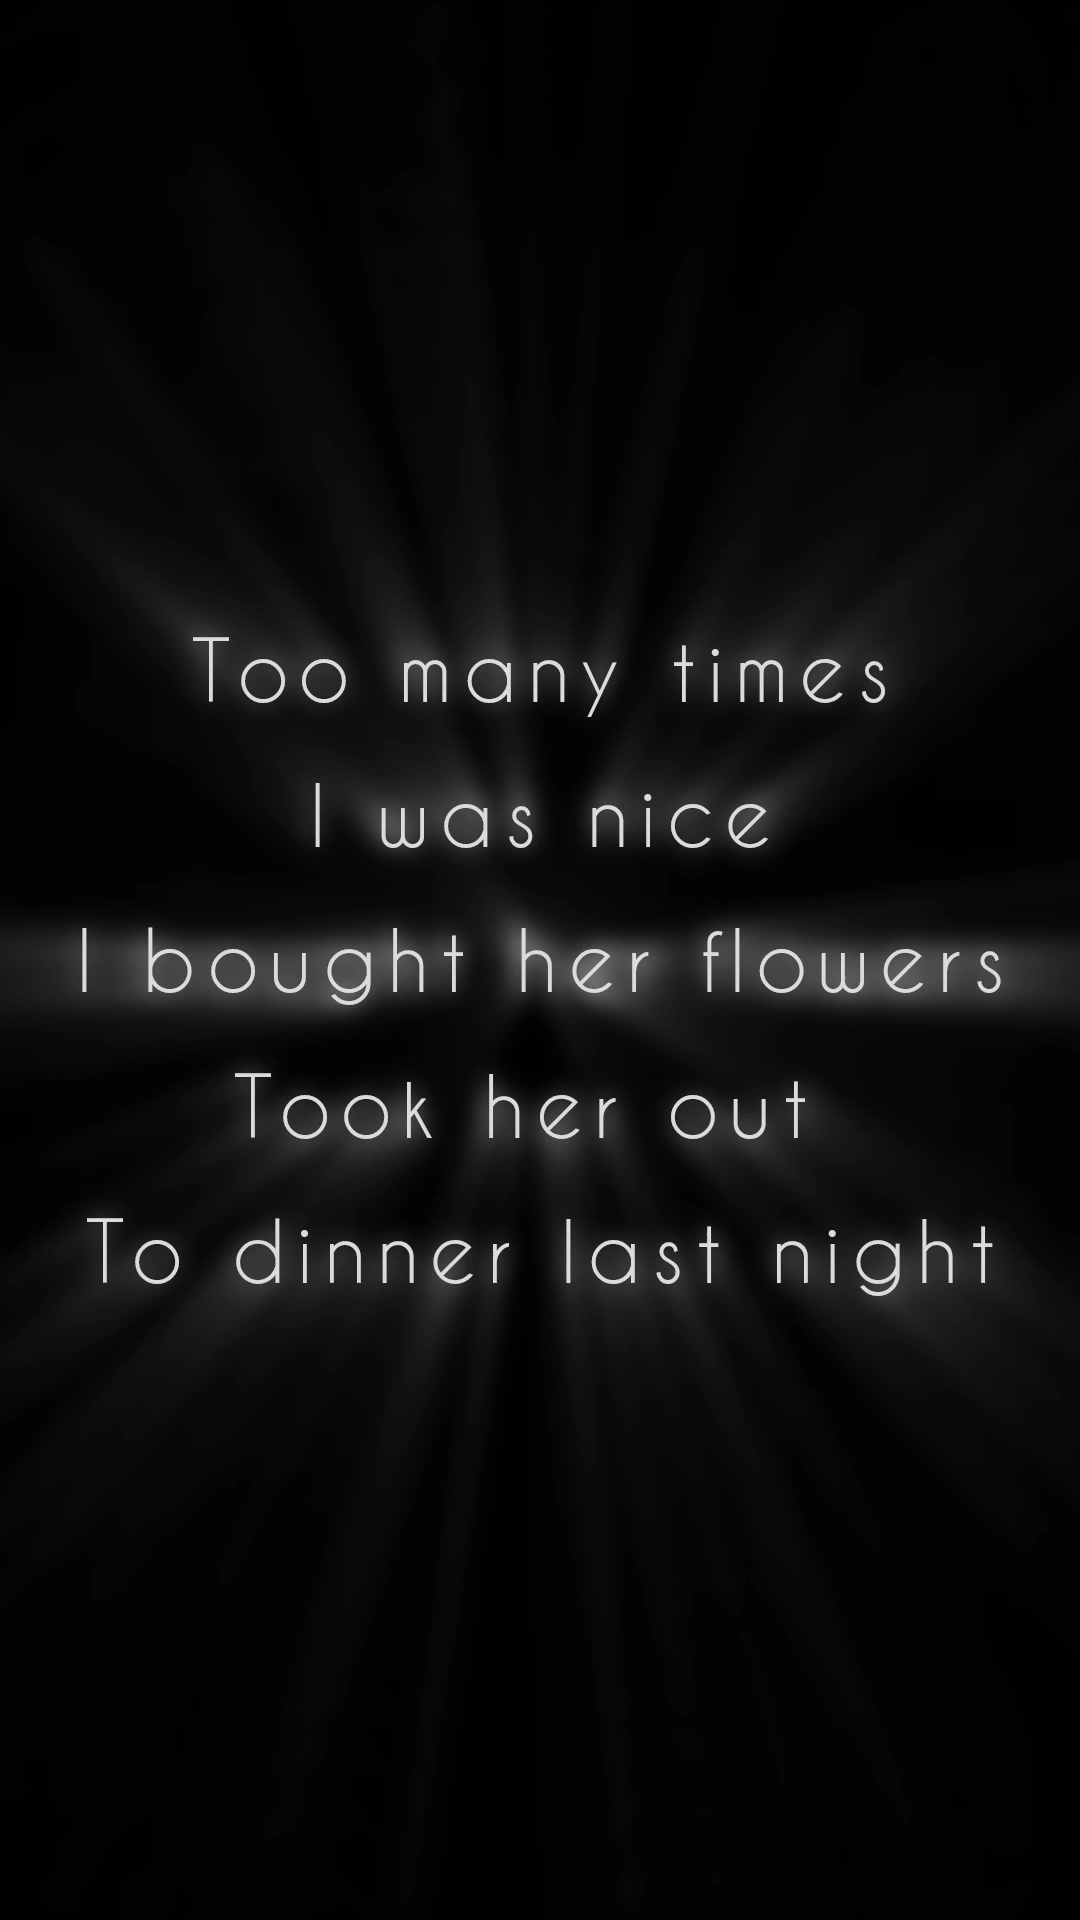 Too many times
I was nice
I bought her flowers
Took her out
To dinner last night